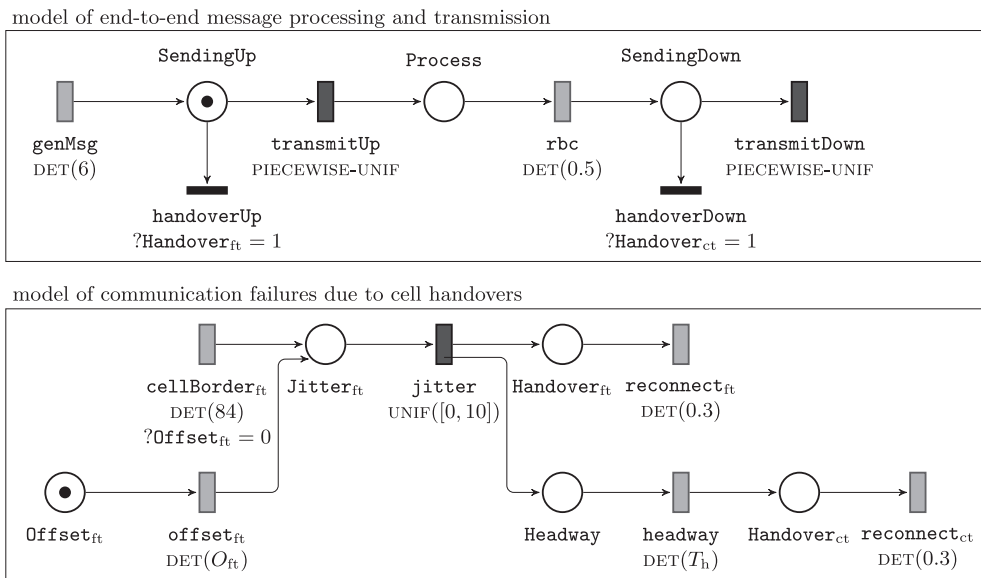 model of end-to-end message processing and transmission
SendingUp Process SendingDown
genMsg transmitUp rbc transmitDown
DET(6) PIECEWISE-UNIF DET(0.5) PIECEWISE-UNIF
handoverUp handoverDown
?Handover_ft = 1 ?Handover_ct = 1
model of communication failures due to cell handovers
cellBorder_ft Jitter_ft jitter Handover_ft reconnect_ft
DET(84) UNIF([0, 10]) DET(0.3)
?Offset_ft = 0
Offset_ft offset_ft Headway headway Handover_ct reconnect_ct
DET(O_ft) DET(T_h) DET(0.3)